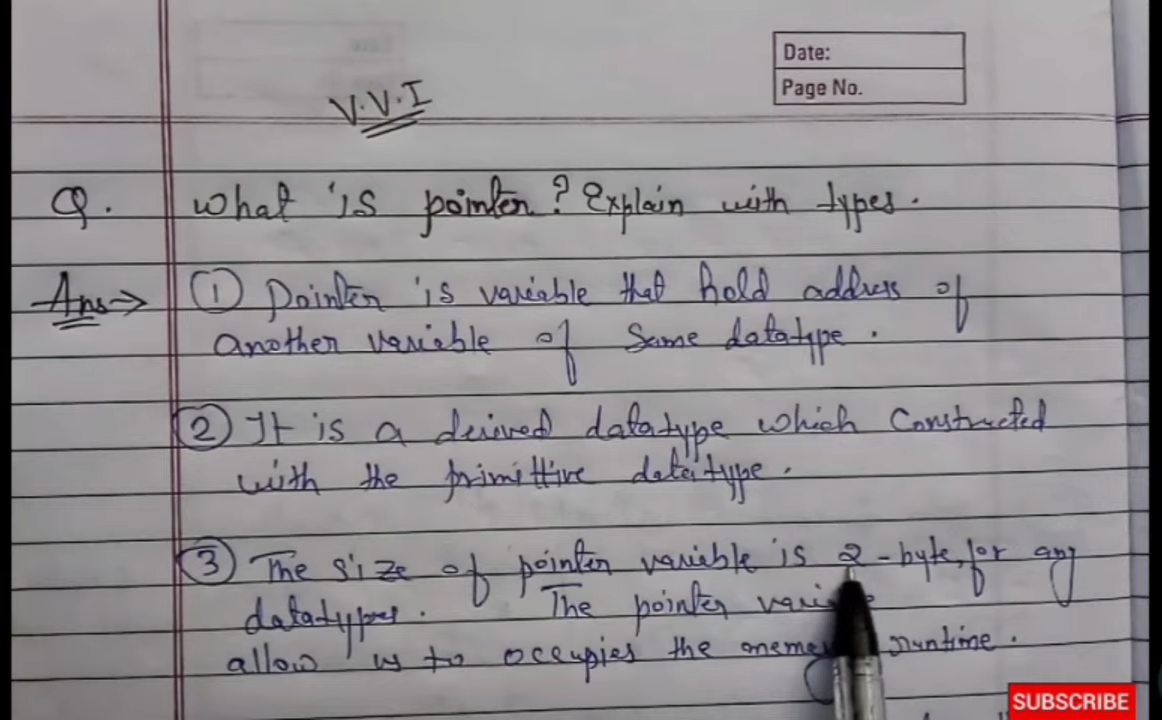 Date:
Page No.
V.V.I
Q. What is pointer? Explain with types.
Ans→ ① Pointer is variable that hold address of
another variable of Same datatype.
② It is a derived datatype which Constructed
with the primittive datatype.
③ The size of pointer variable is 2-byte, for any
datatypes. The pointer
allow us to occupies the runtime.
SUBSCRIBE